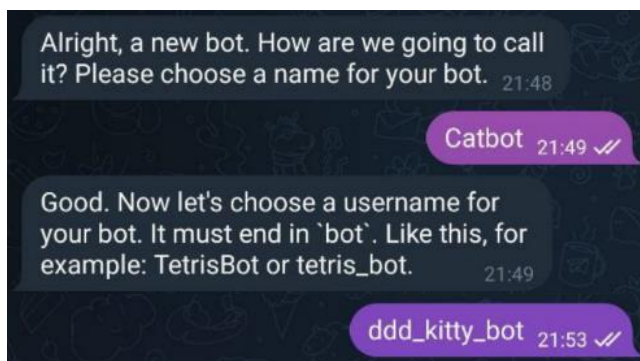 Alright, a new bot. How are we going to call
it? Please choose a name for your bot. 21:48
Catbot 21:49
Good. Now let's choose a username for
your bot. It must end in `bot`. Like this, for
example: TetrisBot or tetris_bot. 21:49
ddd_kitty_bot 21:53